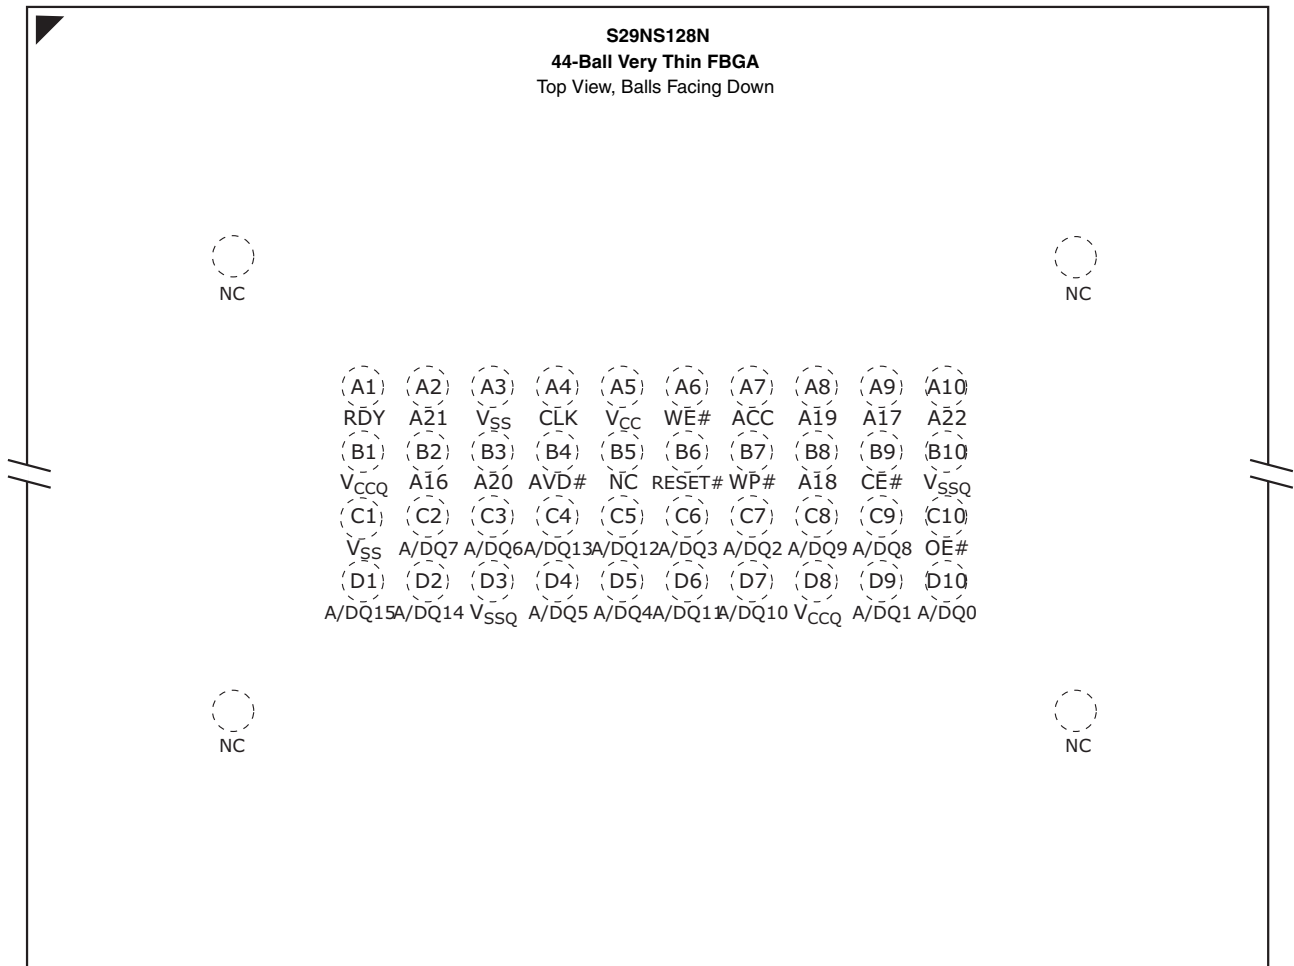 S29NS128N
44-Ball Very Thin FBGA
Top View, Balls Facing Down
NC NC
A1 A2 A3 A4 A5 A6 A7 A8 A9 A10
RDY A21 VSS CLK VCC WE# ACC A19 A17 A22
B1 B2 B3 B4 B5 B6 B7 B8 B9 B10
VCCQ A16 A20 AVD# NC RESET# WP# A18 CE# VSSQ
C1 C2 C3 C4 C5 C6 C7 C8 C9 C10
VSS A/DQ7 A/DQ6 A/DQ13 A/DQ12 A/DQ3 A/DQ2 A/DQ9 A/DQ8 OE#
D1 D2 D3 D4 D5 D6 D7 D8 D9 D10
A/DQ15 A/DQ14 VSSQ A/DQ5 A/DQ4 A/DQ11 A/DQ10 VCCQ A/DQ1 A/DQ0
NC NC